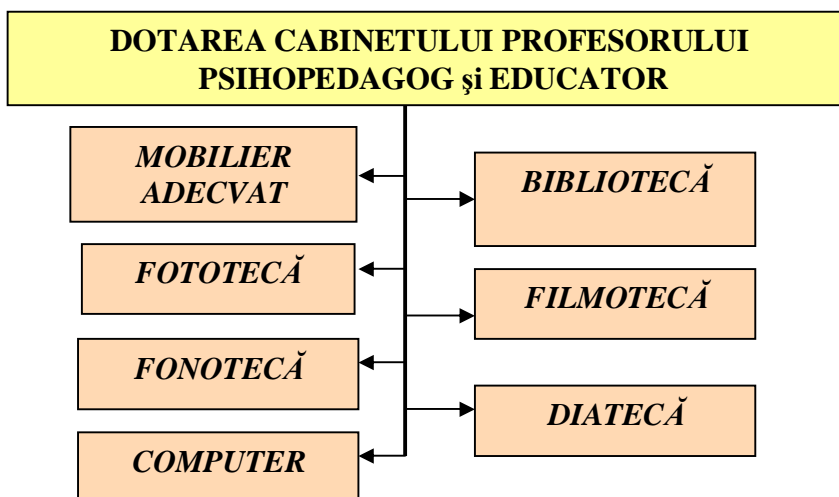 DOTAREA CABINETULUI PROFESORULUI
PSIHOPEDAGOG şi EDUCATOR
MOBILIER
ADECVAT
BIBLIOTECĂ
FOTOTECĂ
FILMOTECĂ
FONOTECĂ
DIATECĂ
COMPUTER